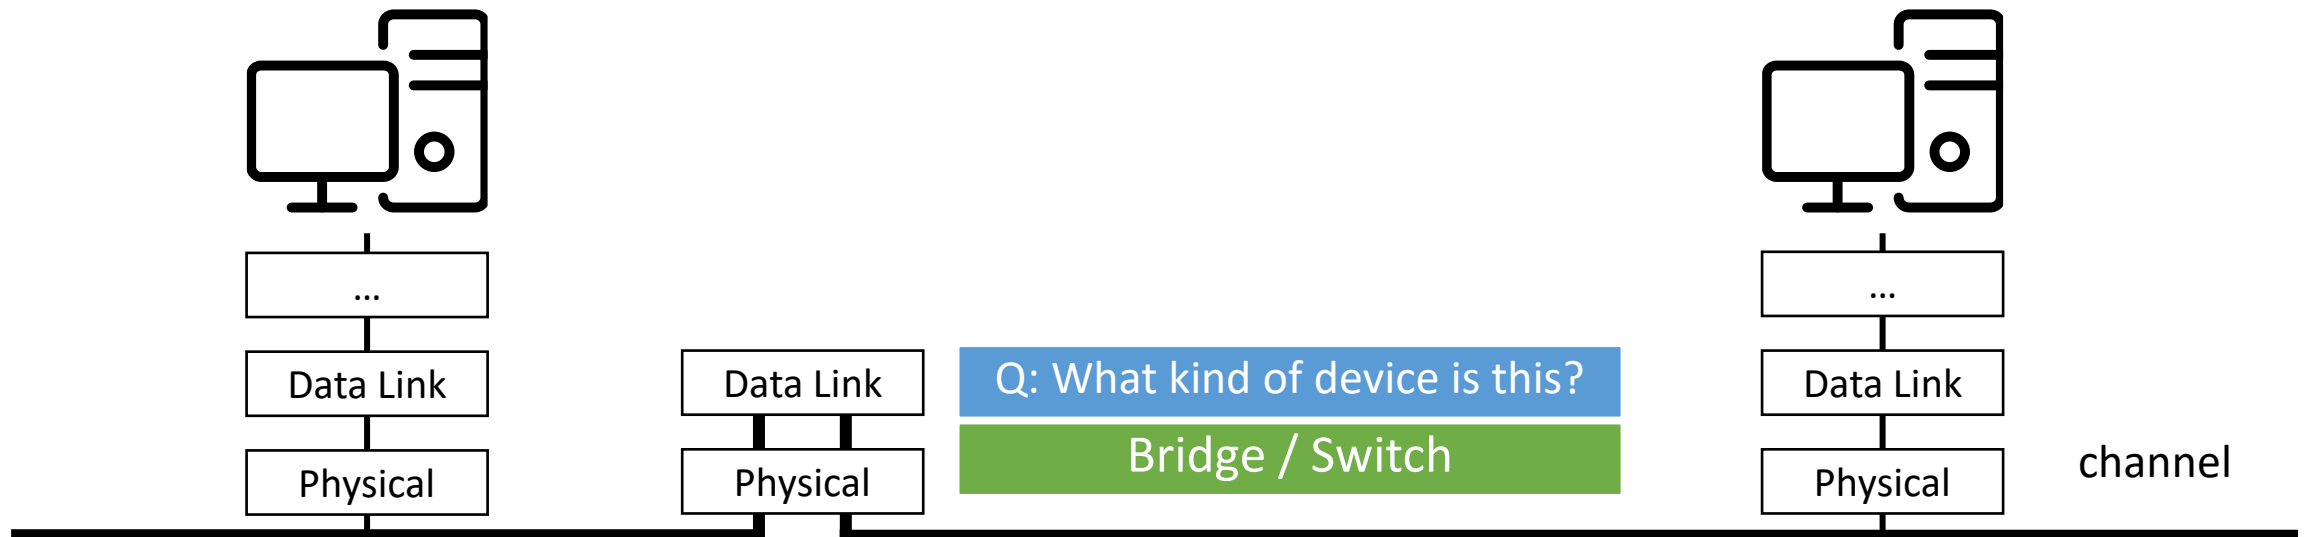 ...
Data Link
Physical
Data Link
Physical
Q: What kind of device is this?
Bridge / Switch
...
Data Link
Physical
channel